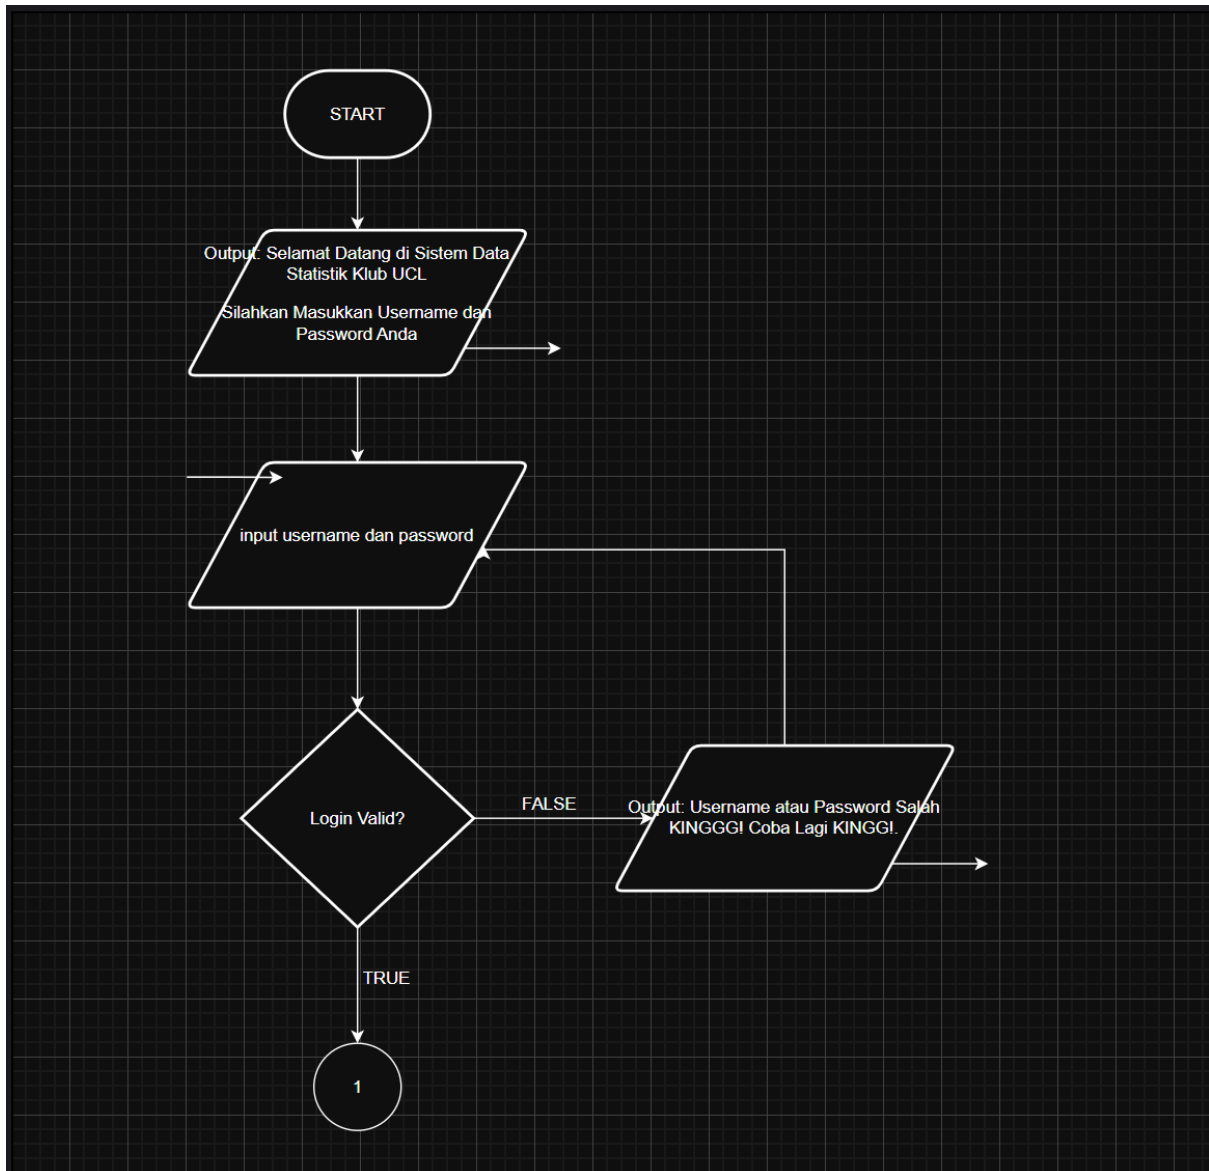 START
Output: Selamat Datang di Sistem Data
Statistik Klub UCL
Silahkan Masukkan Username dan
Password Anda
input username dan password
Login Valid?
FALSE
Output: Username atau Password Salah
KINGGG! Coba Lagi KINGG!.
TRUE
1